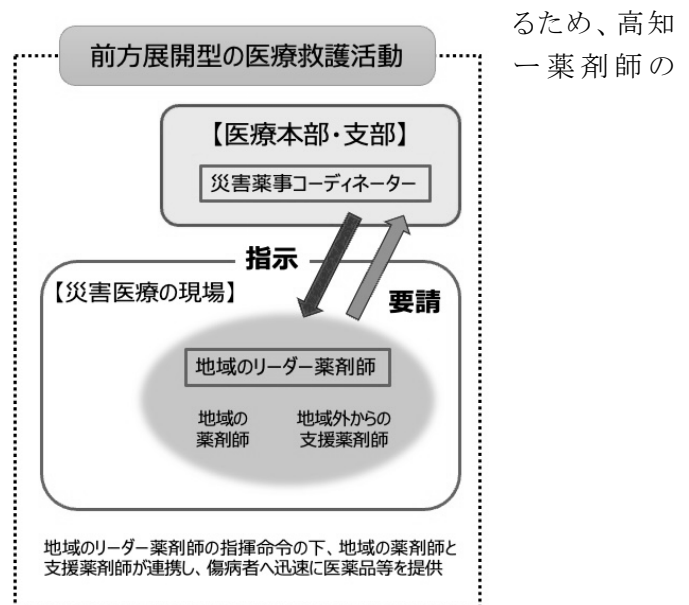 るため、高知
ー薬剤師の
前方展開型の医療救護活動
【医療本部・支部】
災害薬事コーディネーター
指示
要請
【災害医療の現場】
地域のリーダー薬剤師
地域の
薬剤師
地域外からの
支援薬剤師
地域のリーダー薬剤師の指揮命令の下、地域の薬剤師と
支援薬剤師が連携し、傷病者へ迅速に医薬品等を提供